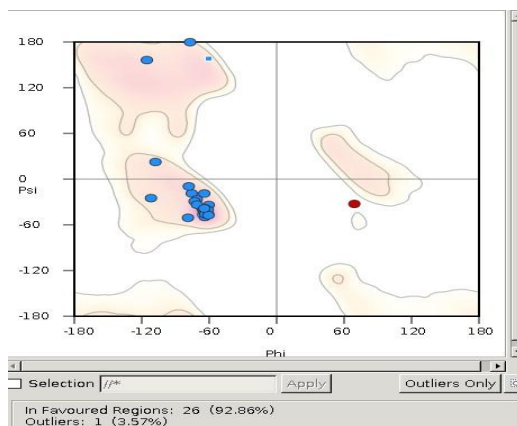 180
120
60
0
Psi
-60
-120
-180
-180 -120 -60 0 60 120 180
Phi
Selection //* Apply Outliers Only
In Favoured Regions: 26 (92.86%)
Outliers: 1 (3.57%)